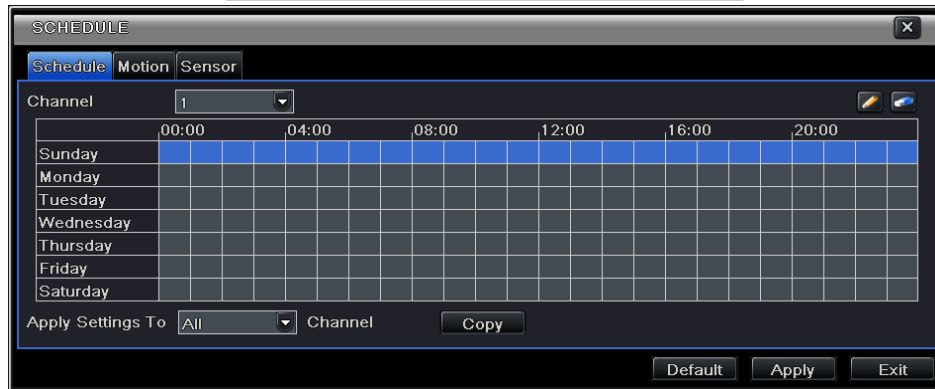 SCHEDULE
Schedule Motion Sensor
Channel 1
00:00 04:00 08:00 12:00 16:00 20:00
Sunday
Monday
Tuesday
Wednesday
Thursday
Friday
Saturday
Apply Settings To All Channel Copy
Default Apply Exit